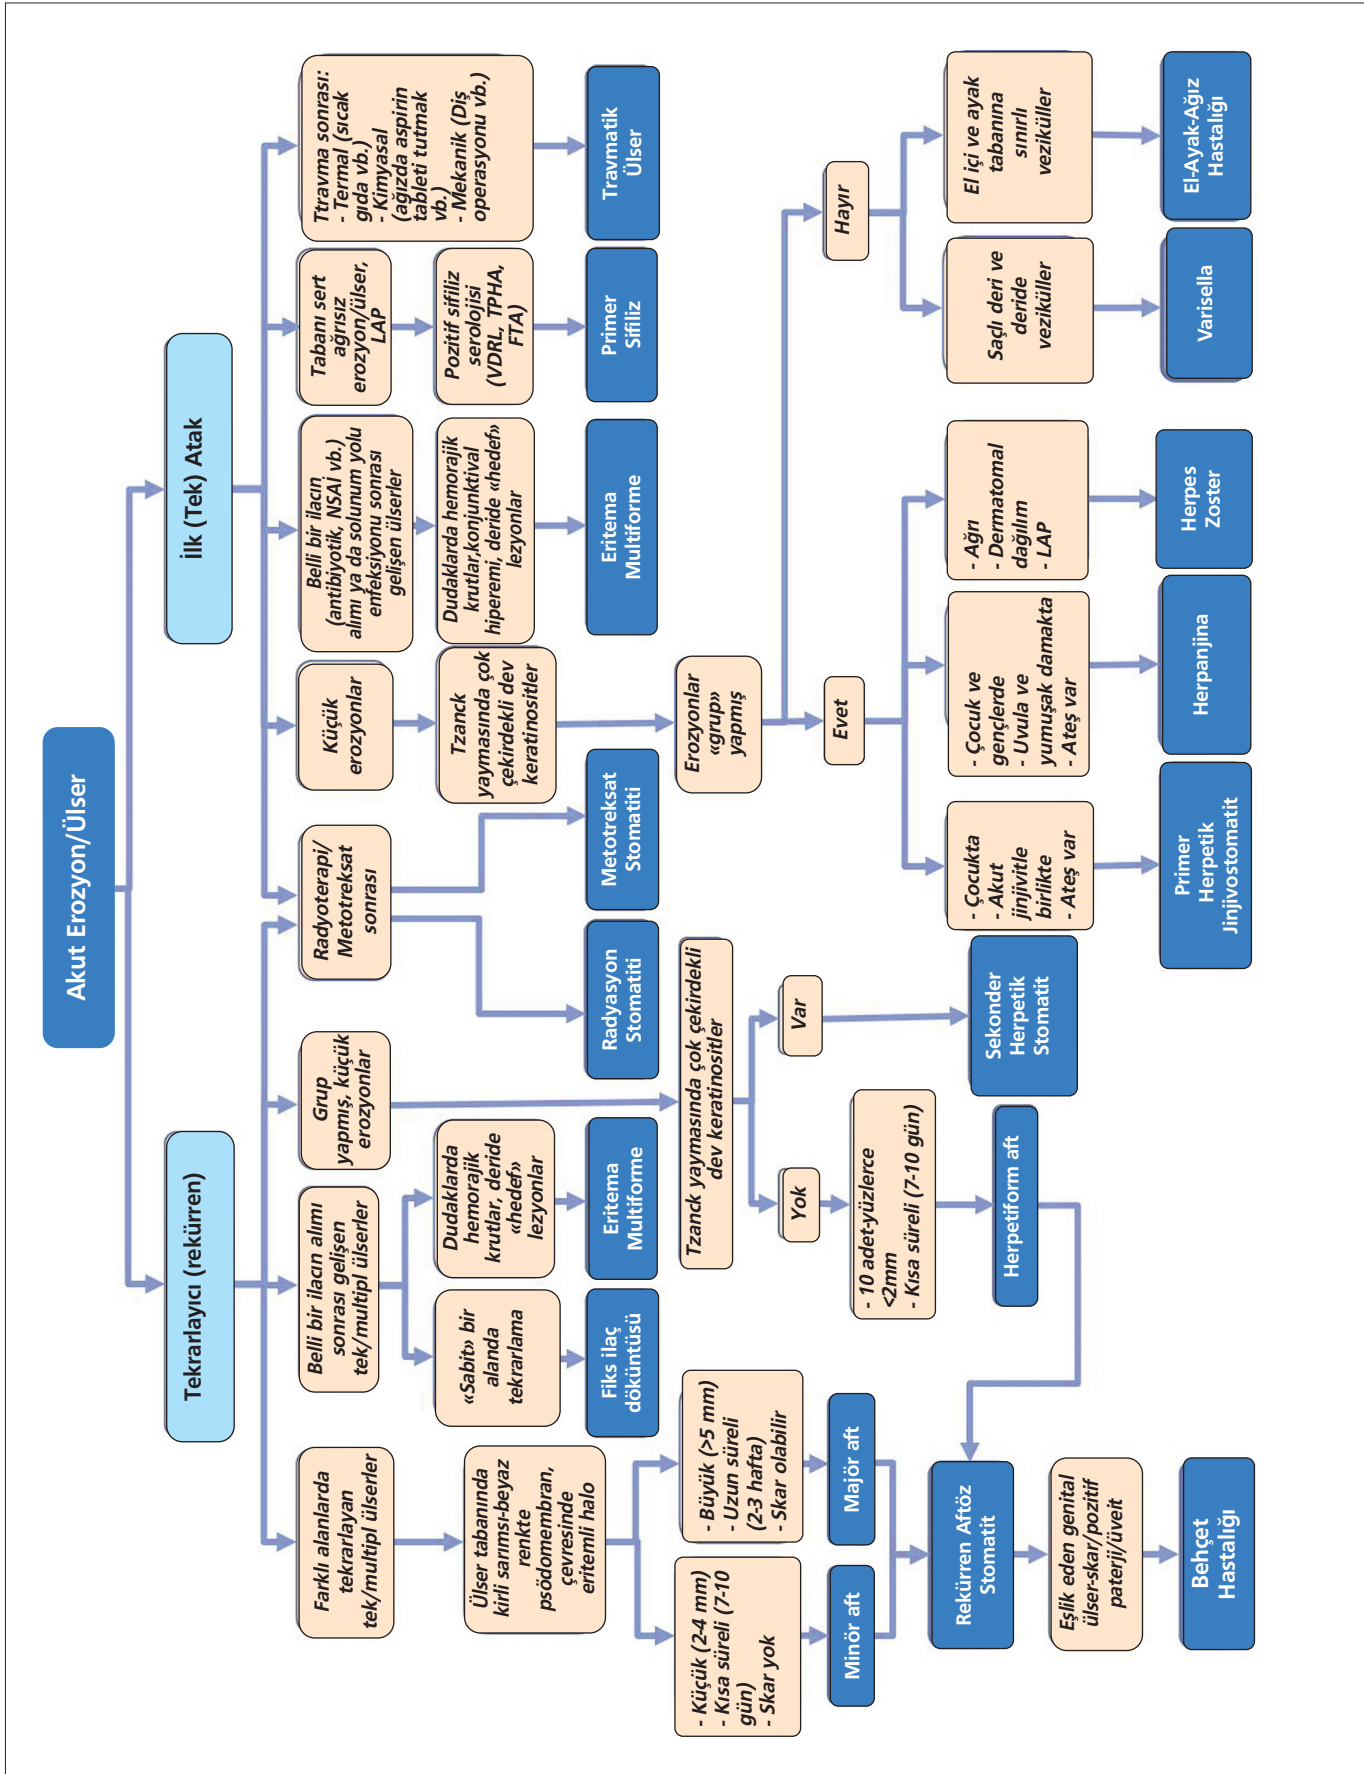 Akut Erozyon/Ülser
Tekrarlayıcı (rekürren)
İlk (Tek) Atak
Farklı alanlarda
tekrarlayan
tek/multipl ülserler
Belli bir ilacın alımı
sonrası gelişen
tek/multipl ülserler
Grup
yapmış, küçük
erozyonlar
Radyoterapi/
Metotreksat
sonrası
Küçük
erozyonlar
Belli bir ilacın
(antibiyotik, NSAİ vb.)
alımı ya da solunum yolu
enfeksiyonu sonrası
gelişen ülserler
Tabanı sert
ağrısız
erozyon/ülser,
LAP
Ttravma sonrası:
- Termal (sıcak
gıda vb.)
- Kimyasal
(ağızda aspirin
tableti tutmak
vb.)
- Mekanik (Diş
operasyonu vb.)
Ülser tabanında
kirli sarımsı-beyaz
renkte
psödomembran,
çevresinde
eritemli halo
«Sabit» bir
alanda
tekrarlama
Dudaklarda
hemorajik
krutlar, deride
«hedef»
lezyonlar
Tzanck
yaymasında çok
çekirdekli dev
keratinositler
Dudaklarda hemorajik
krutlar,konjunktival
hiperemi, deride «hedef»
lezyonlar
Pozitif sifiliz
serolojisi
(VDRL, TPHA,
FTA)
Fiks ilaç
döküntüsü
Eritema
Multiforme
Radyasyon
Stomatiti
Metotreksat
Stomatiti
Eritema
Multiforme
Primer
Sifiliz
Travmatik
Ülser
- Küçük (2-4 mm)
- Kısa süreli (7-10
gün)
- Skar yok
- Büyük (>5 mm)
- Uzun süreli
(2-3 hafta)
- Skar olabilir
Tzanck yaymasında çok çekirdekli
dev keratinositler
Erozyonlar
«grup»
yapmış
Yok
Var
Evet
Hayır
Minör aft
Majör aft
- 10 adet-yüzlerce
<2mm
- Kısa süreli (7-10 gün)
- Çocukta
- Akut
jinjivitle
birlikte
- Ateş var
- Çocuk ve
gençlerde
- Uvula ve
yumuşak damakta
- Ateş var
- Ağrı
- Dermatomal
dağılım
- LAP
Saçlı deri ve
deride
veziküller
El içi ve ayak
tabanına
sınırlı
veziküller
Rekürren Aftöz
Stomatit
Herpetiform aft
Sekonder
Herpetik
Stomatit
Eşlik eden genital
ülser-skar/pozitif
paterji/üveit
Behçet
Hastalığı
Primer
Herpetik
Jinjivostomatit
Herpanjina
Herpes
Zoster
Varisella
El-Ayak-Ağız
Hastalığı